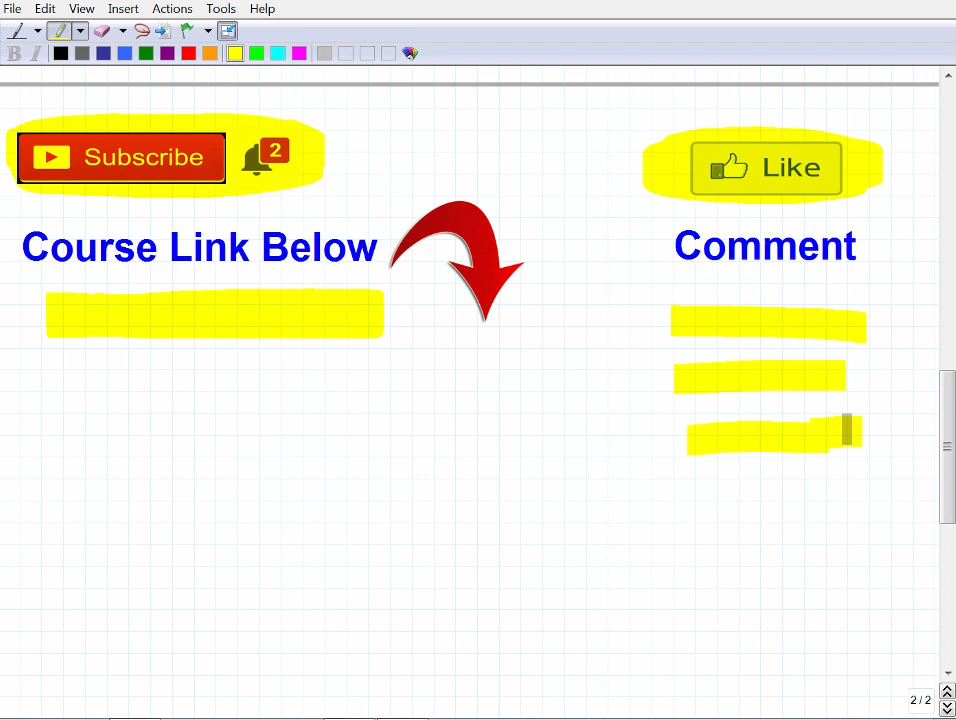 File Edit View Insert Actions Tools Help
B I
Subscribe 2
Like
Course Link Below
Comment
2 / 2